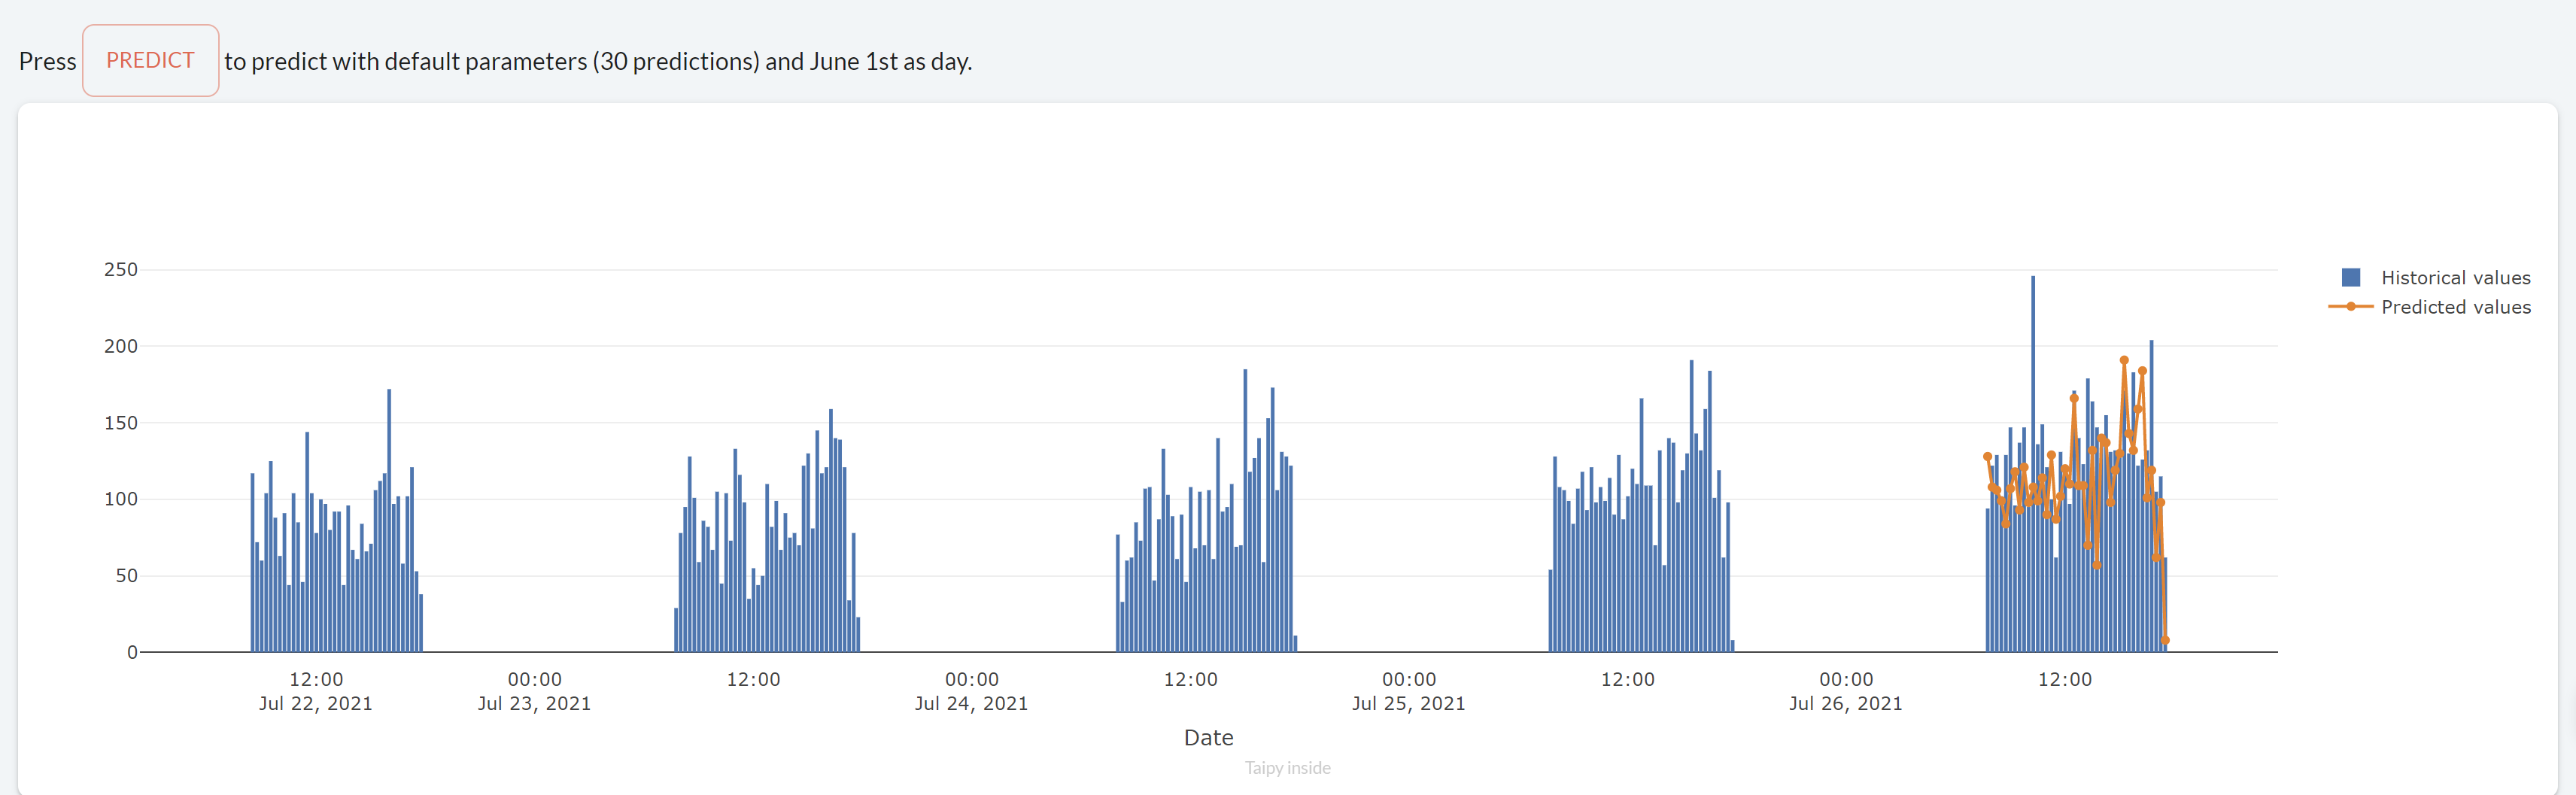 Press PREDICT to predict with default parameters (30 predictions) and June 1st as day.
250
200
150
100
50
0
Historical values
Predicted values
12:00 00:00 12:00 00:00 12:00 00:00 12:00 00:00 12:00
Jul 22, 2021 Jul 23, 2021 Jul 24, 2021 Jul 25, 2021 Jul 26, 2021
Date
Taipy inside